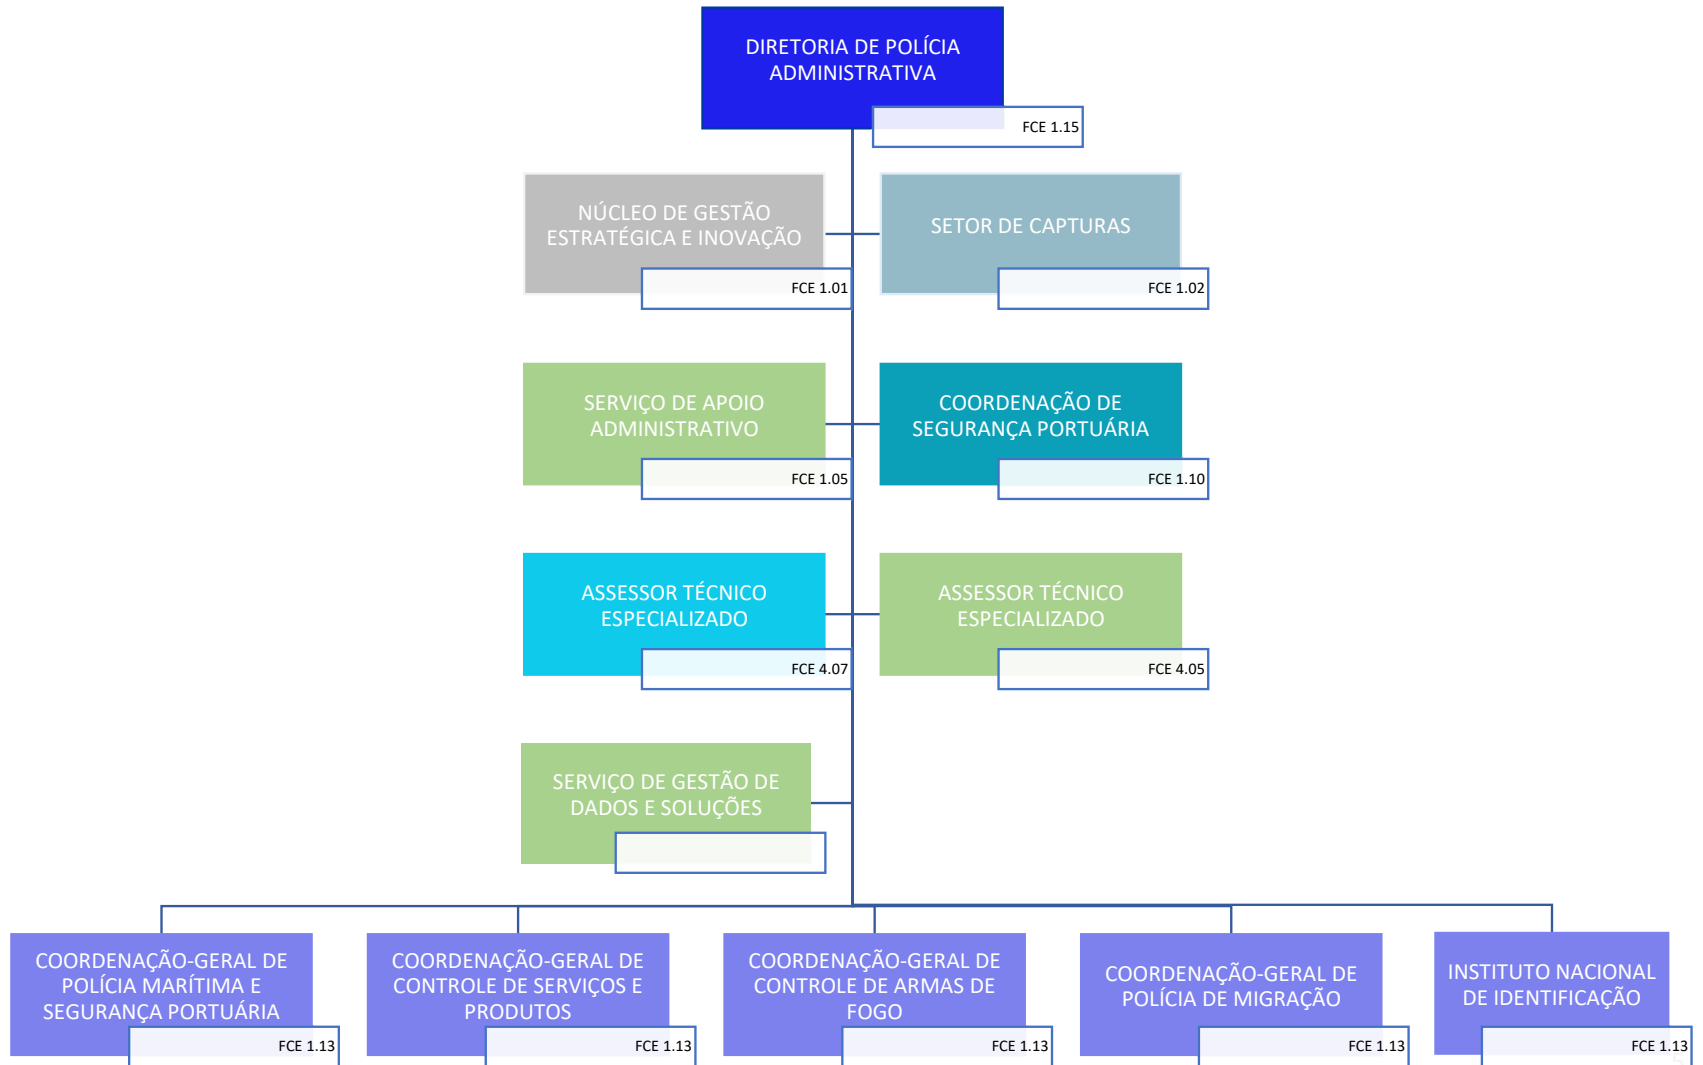 DIRETORIA DE POLÍCIA
ADMINISTRATIVA
FCE 1.15
NÚCLEO DE GESTÃO
ESTRATÉGICA E INOVAÇÃO
FCE 1.01
SETOR DE CAPTURAS
FCE 1.02
SERVIÇO DE APOIO
ADMINISTRATIVO
FCE 1.05
COORDENAÇÃO DE
SEGURANÇA PORTUÁRIA
FCE 1.10
ASSESSOR TÉCNICO
ESPECIALIZADO
FCE 4.07
ASSESSOR TÉCNICO
ESPECIALIZADO
FCE 4.05
SERVIÇO DE GESTÃO DE
DADOS E SOLUÇÕES
COORDENAÇÃO-GERAL DE
POLÍCIA MARÍTIMA E
SEGURANÇA PORTUÁRIA
FCE 1.13
COORDENAÇÃO-GERAL DE
CONTROLE DE SERVIÇOS E
PRODUTOS
FCE 1.13
COORDENAÇÃO-GERAL DE
CONTROLE DE ARMAS DE
FOGO
FCE 1.13
COORDENAÇÃO-GERAL DE
POLÍCIA DE MIGRAÇÃO
FCE 1.13
INSTITUTO NACIONAL
DE IDENTIFICAÇÃO
FCE 1.13